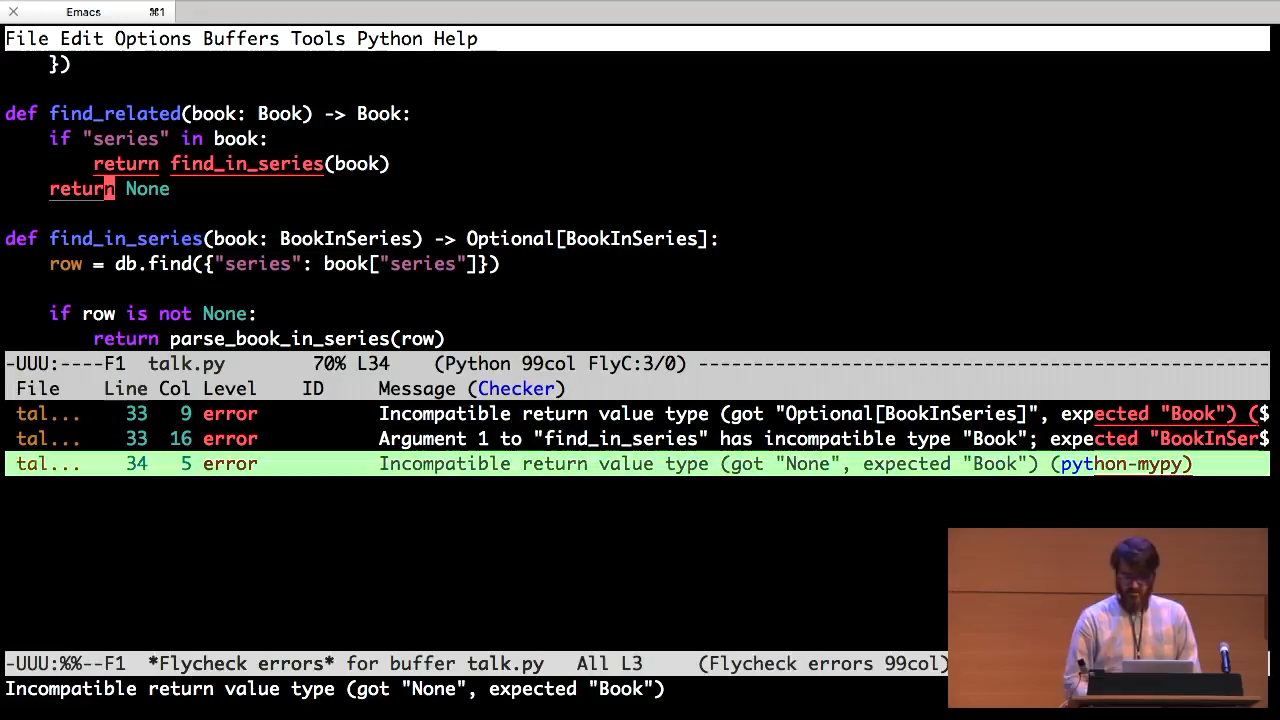 Emacs ⌘1
File Edit Options Buffers Tools Python Help
})
def find_related(book: Book) -> Book:
if "series" in book:
return find_in_series(book)
return None
def find_in_series(book: BookInSeries) -> Optional[BookInSeries]:
row = db.find({"series": book["series"]})
if row is not None:
return parse_book_in_series(row)
-UUU:----F1 talk.py 70% L34 (Python 99col FlyC:3/0) ----------------------------------------------------
File Line Col Level ID Message (Checker)
tal... 33 9 error Incompatible return value type (got "Optional[BookInSeries]", expected "Book") ($
tal... 33 16 error Argument 1 to "find_in_series" has incompatible type "Book"; expected "BookInSer$
tal... 34 5 error Incompatible return value type (got "None", expected "Book") (python-mypy)
-UUU:%%--F1 *Flycheck errors* for buffer talk.py All L3 (Flycheck errors 99col)
Incompatible return value type (got "None", expected "Book")